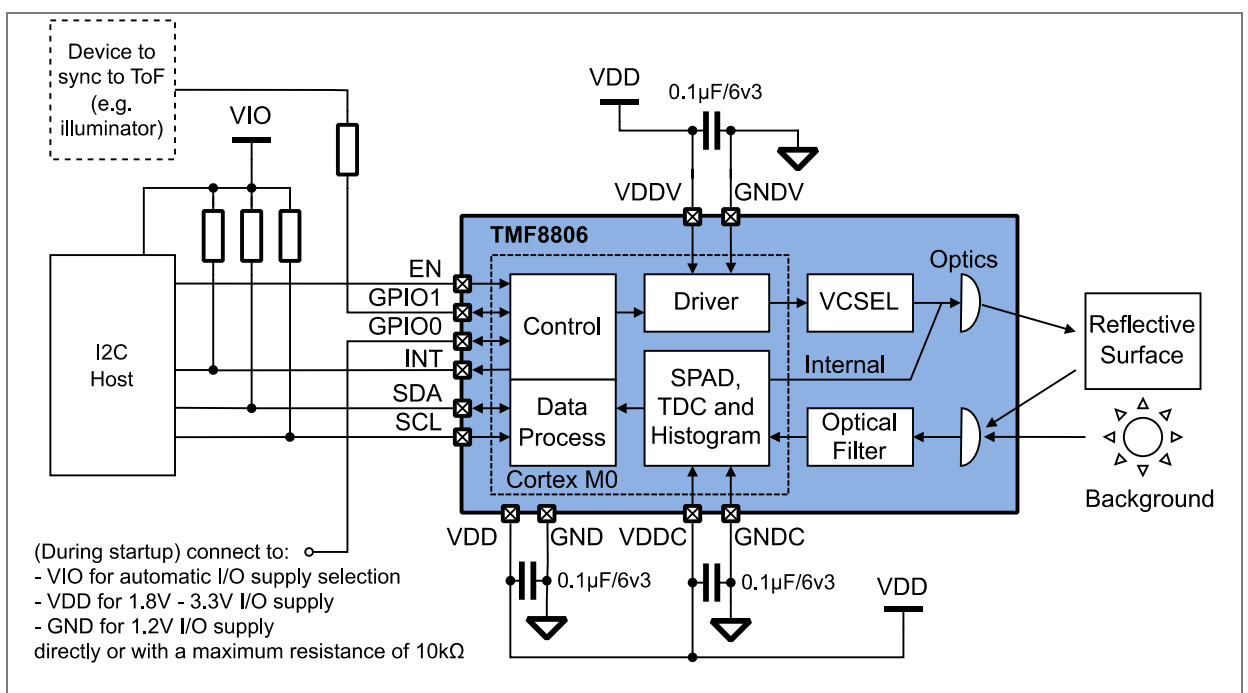 Device to
sync to ToF
(e.g.
illuminator)
VIO
VDD
0.1µF/6v3
VDDV
GNDV
TMF8806
EN
GPIO1
GPIO0
INT
SDA
SCL
I2C
Host
Control
Data
Process
Driver
VCSEL
Optics
Internal
SPAD,
TDC and
Histogram
Optical
Filter
Cortex M0
Reflective
Surface
Background
VDD
GND
VDDC
GNDC
0.1µF/6v3
0.1µF/6v3
VDD
(During startup) connect to:
- VIO for automatic I/O supply selection
- VDD for 1.8V - 3.3V I/O supply
- GND for 1.2V I/O supply
directly or with a maximum resistance of 10kΩ